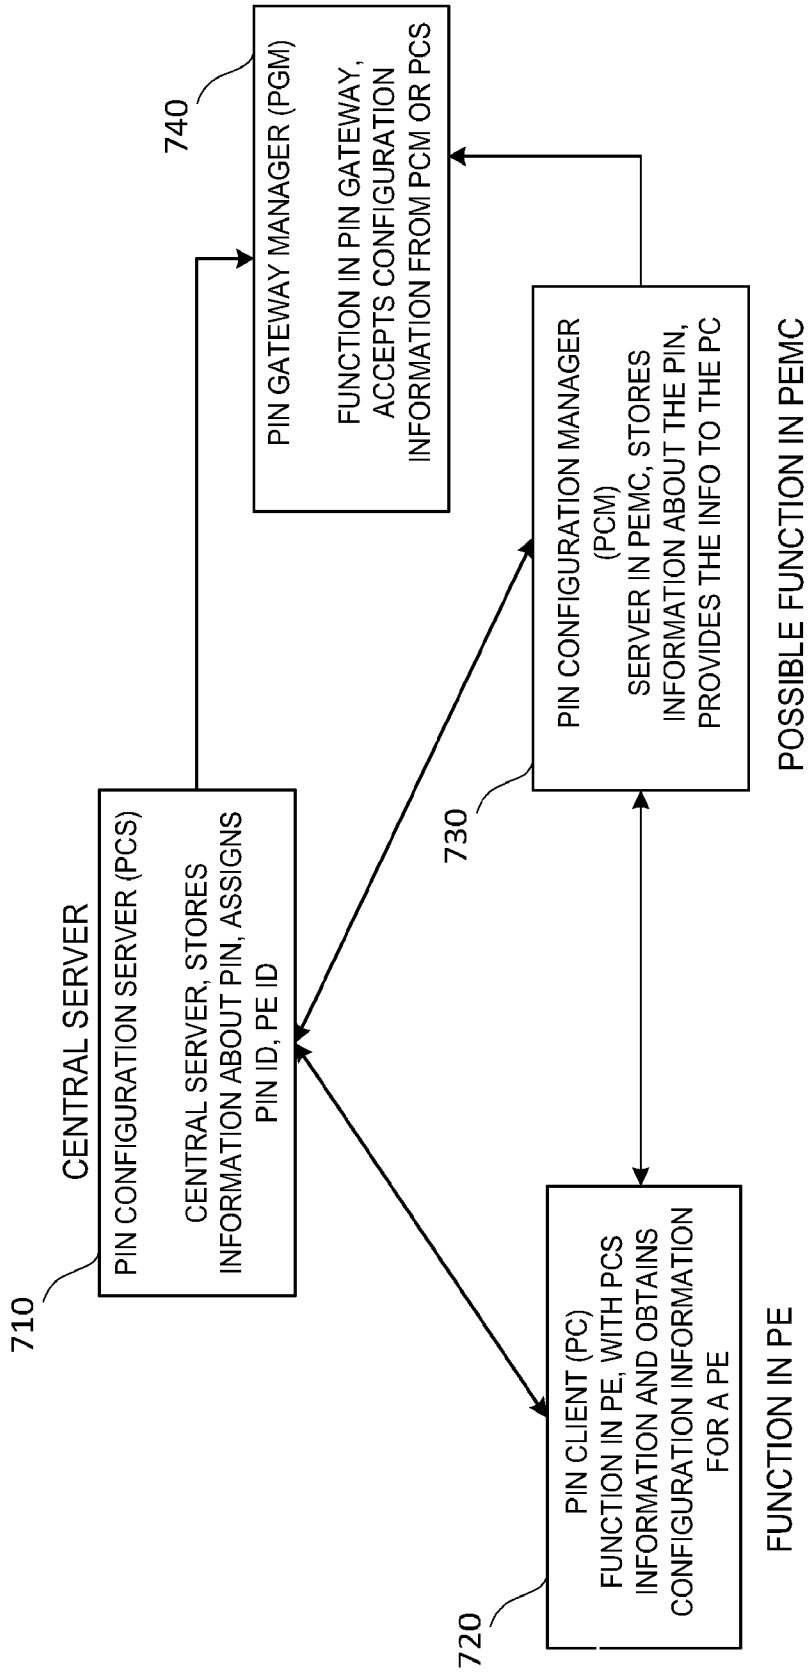 CENTRAL SERVER
710
PIN CONFIGURATION SERVER (PCS)
CENTRAL SERVER, STORES
INFORMATION ABOUT PIN, ASSIGNS
PIN ID, PE ID
740
PIN GATEWAY MANAGER (PGM)
FUNCTION IN PIN GATEWAY,
ACCEPTS CONFIGURATION
INFORMATION FROM PCM OR PCS
720
PIN CLIENT (PC)
FUNCTION IN PE, WITH PCS
INFORMATION AND OBTAINS
CONFIGURATION INFORMATION
FOR A PE
FUNCTION IN PE
730
PIN CONFIGURATION MANAGER
(PCM)
SERVER IN PEMC, STORES
INFORMATION ABOUT THE PIN,
PROVIDES THE INFO TO THE PC
POSSIBLE FUNCTION IN PEMC